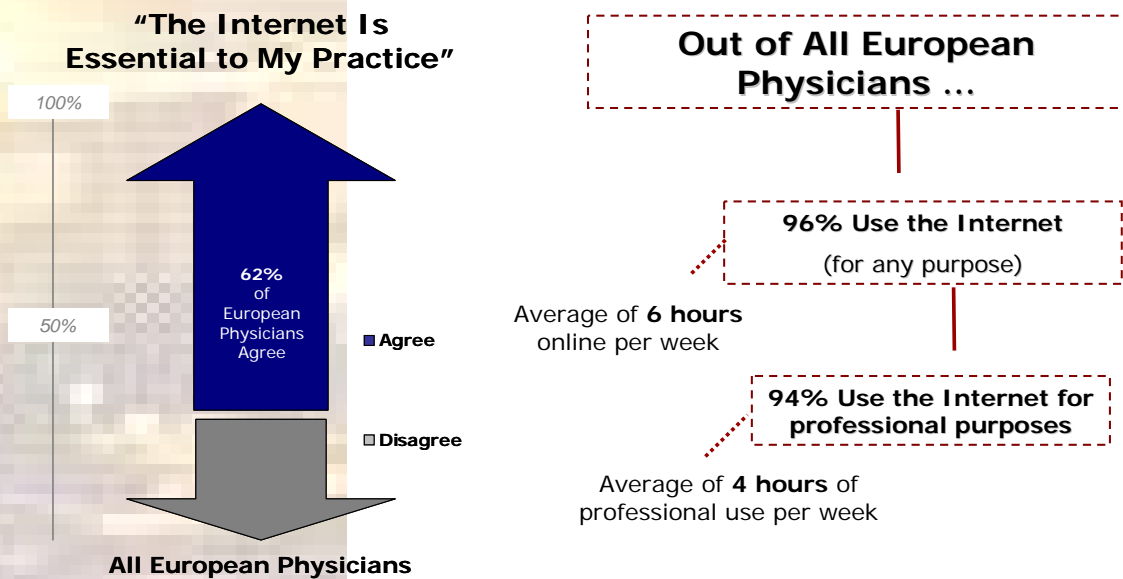 “The Internet Is
Essential to My Practice”
100%
50%
62%
of
European
Physicians
Agree
Agree
Disagree
All European Physicians
Out of All European
Physicians …
96% Use the Internet
(for any purpose)
Average of 6 hours
online per week
94% Use the Internet for
professional purposes
Average of 4 hours of
professional use per week